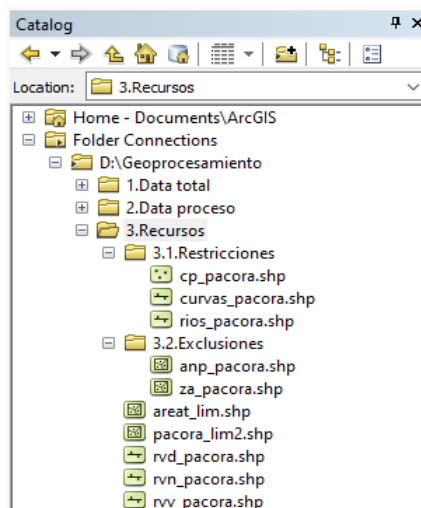 Catalog
Location: 3.Recursos
Home - Documents\ArcGIS
Folder Connections
D:\Geoprocesamiento
1.Data total
2.Data proceso
3.Recursos
3.1.Restricciones
cp_pacora.shp
curvas_pacora.shp
rios_pacora.shp
3.2.Exclusiones
anp_pacora.shp
za_pacora.shp
areat_lim.shp
pacora_lim2.shp
rvd_pacora.shp
rvn_pacora.shp
rvv_pacora.shp